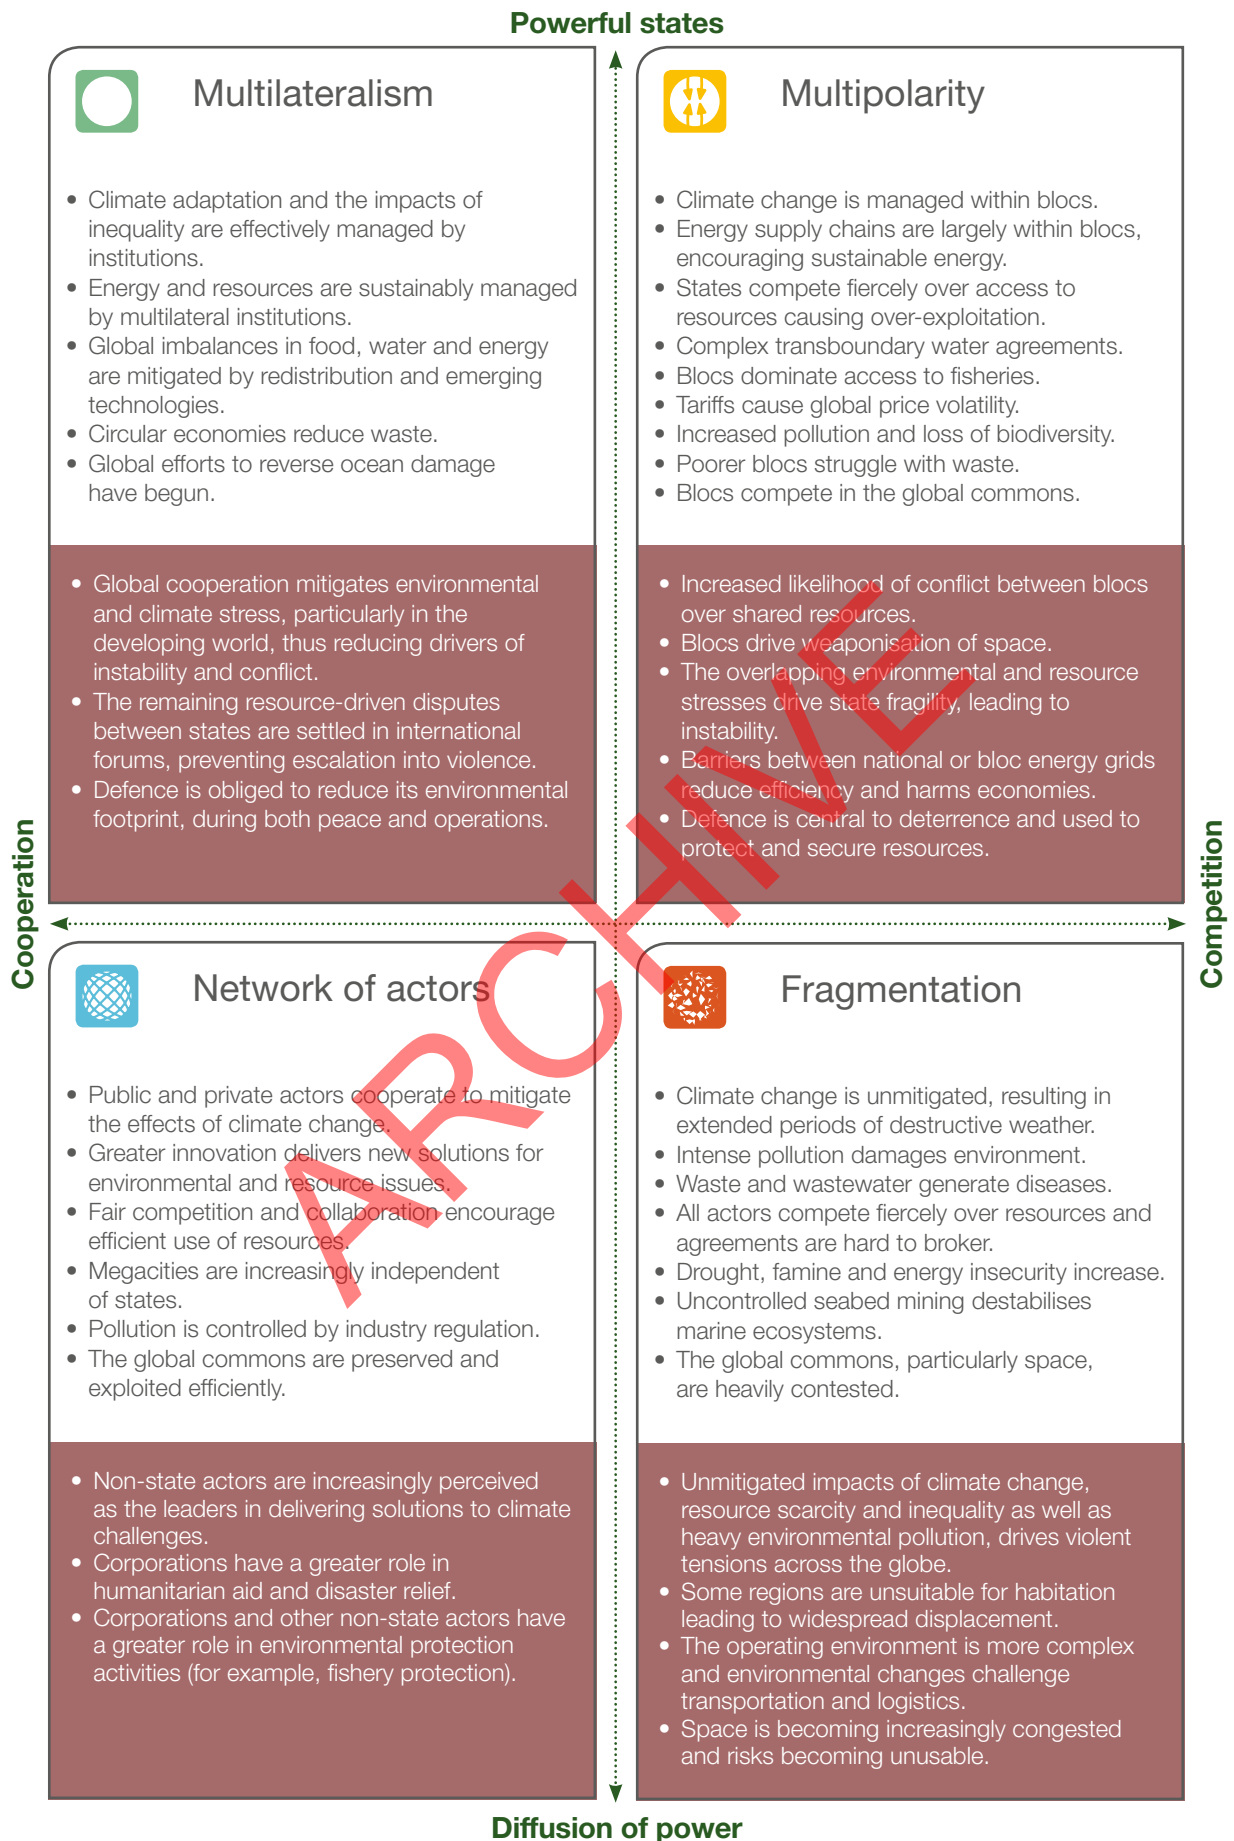 Powerful states
Multilateralism
• Climate adaptation and the impacts of
inequality are effectively managed by
institutions.
• Energy and resources are sustainably managed
by multilateral institutions.
• Global imbalances in food, water and energy
are mitigated by redistribution and emerging
technologies.
• Circular economies reduce waste.
• Global efforts to reverse ocean damage
have begun.
• Global cooperation mitigates environmental
and climate stress, particularly in the
developing world, thus reducing drivers of
instability and conflict.
• The remaining resource-driven disputes
between states are settled in international
forums, preventing escalation into violence.
• Defence is obliged to reduce its environmental
footprint, during both peace and operations.
Multipolarity
• Climate change is managed within blocs.
• Energy supply chains are largely within blocs,
encouraging sustainable energy.
• States compete fiercely over access to
resources causing over-exploitation.
• Complex transboundary water agreements.
• Blocs dominate access to fisheries.
• Tariffs cause global price volatility.
• Increased pollution and loss of biodiversity.
• Poorer blocs struggle with waste.
• Blocs compete in the global commons.
• Increased likelihood of conflict between blocs
over shared resources.
• Blocs drive weaponisation of space.
• The overlapping environmental and resource
stresses drive state fragility, leading to
instability.
• Barriers between national or bloc energy grids
reduce efficiency and harms economies.
• Defence is central to deterrence and used to
protect and secure resources.
Cooperation
Competition
Network of actors
• Public and private actors cooperate to mitigate
the effects of climate change.
• Greater innovation delivers new solutions for
environmental and resource issues.
• Fair competition and collaboration encourage
efficient use of resources.
• Megacities are increasingly independent
of states.
• Pollution is controlled by industry regulation.
• The global commons are preserved and
exploited efficiently.
• Non-state actors are increasingly perceived
as the leaders in delivering solutions to climate
challenges.
• Corporations have a greater role in
humanitarian aid and disaster relief.
• Corporations and other non-state actors have
a greater role in environmental protection
activities (for example, fishery protection).
Fragmentation
• Climate change is unmitigated, resulting in
extended periods of destructive weather.
• Intense pollution damages environment.
• Waste and wastewater generate diseases.
• All actors compete fiercely over resources and
agreements are hard to broker.
• Drought, famine and energy insecurity increase.
• Uncontrolled seabed mining destabilises
marine ecosystems.
• The global commons, particularly space,
are heavily contested.
• Unmitigated impacts of climate change,
resource scarcity and inequality as well as
heavy environmental pollution, drives violent
tensions across the globe.
• Some regions are unsuitable for habitation
leading to widespread displacement.
• The operating environment is more complex
and environmental changes challenge
transportation and logistics.
• Space is becoming increasingly congested
and risks becoming unusable.
Diffusion of power
ARCHIVE